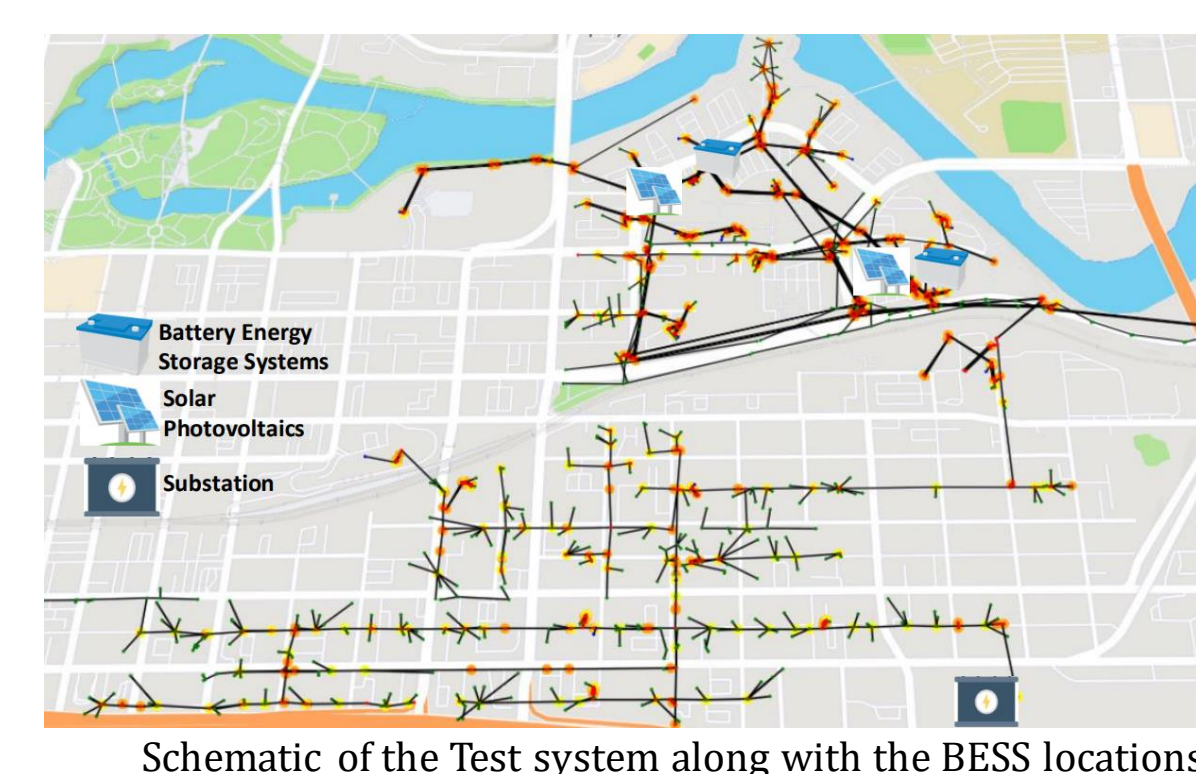 Battery Energy
Storage Systems
Solar
Photovoltaics
Substation
Schematic of the Test system along with the BESS locations